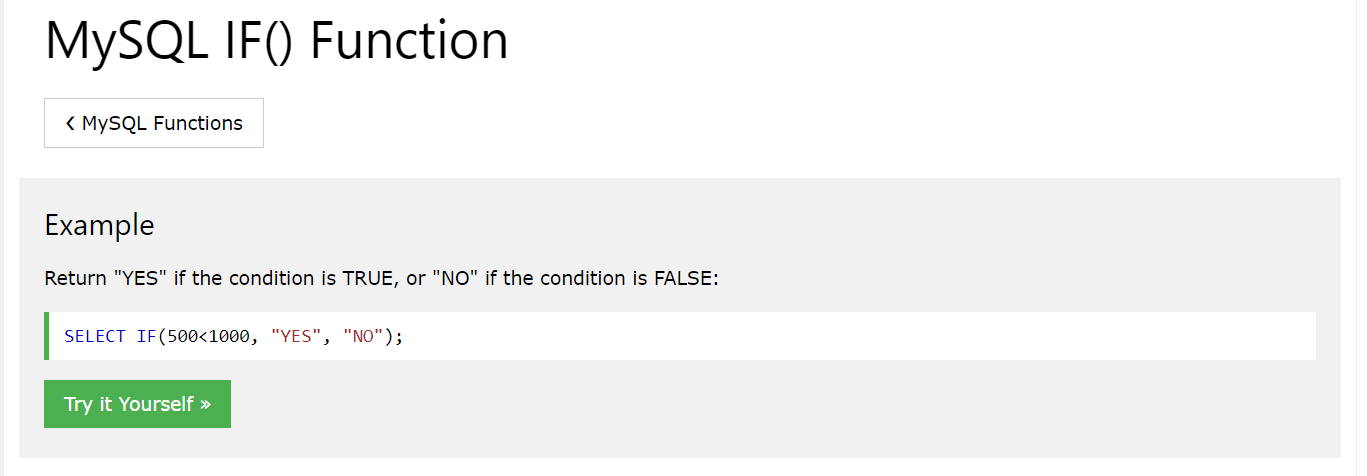 MySQL IF() Function
❮ MySQL Functions
Example
Return "YES" if the condition is TRUE, or "NO" if the condition is FALSE:
SELECT IF(500<1000, "YES", "NO");
Try it Yourself »